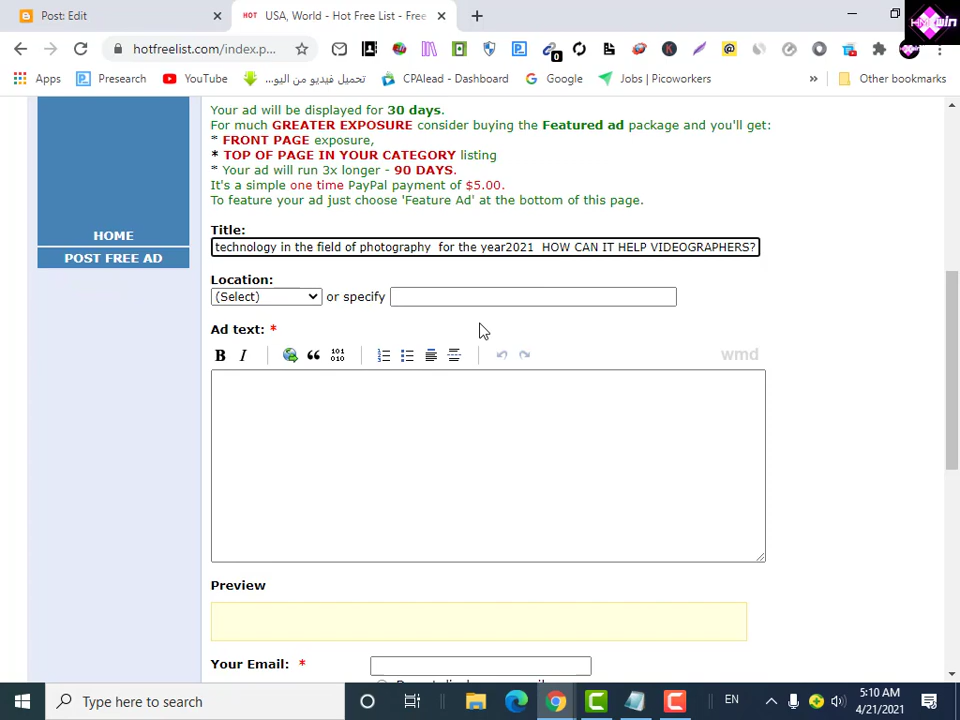 Post: Edit
HOT USA, World - Hot Free List - Free
HMWin
hotfreelist.com/index.p...
0
Apps
Presearch
YouTube
تحميل فيديو من اليو...
CPAlead - Dashboard
Google
Jobs | Picoworkers
»
Other bookmarks
Your ad will be displayed for 30 days.
For much GREATER EXPOSURE consider buying the Featured ad package and you'll get:
* FRONT PAGE exposure,
* TOP OF PAGE IN YOUR CATEGORY listing
* Your ad will run 3x longer - 90 DAYS.
It's a simple one time PayPal payment of $5.00.
To feature your ad just choose 'Feature Ad' at the bottom of this page.
HOME
POST FREE AD
Title:
technology in the field of photography for the year2021 HOW CAN IT HELP VIDEOGRAPHERS?
Location:
(Select) or specify
Ad text: *
B I
101
010
wmd
Preview
Your Email: *
Type here to search
EN
5:10 AM
4/21/2021